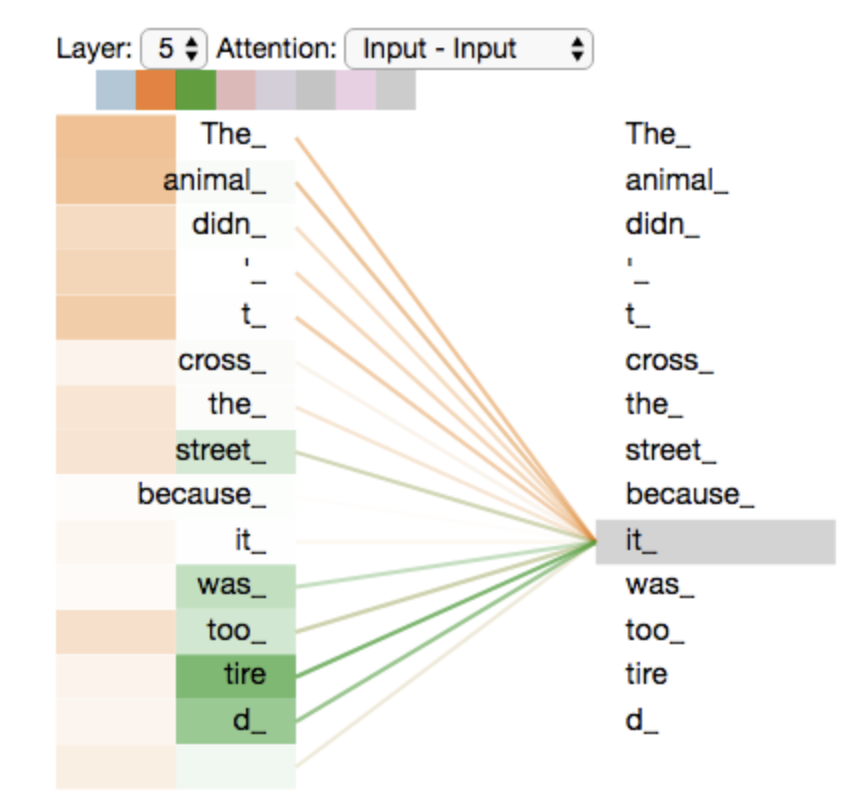 Layer: 5 Attention: Input - Input
The_ The_
animal_ animal_
didn_ didn_
'_ '_
t_ t_
cross_ cross_
the_ the_
street_ street_
because_ because_
it_ it_
was_ was_
too_ too_
tire tire
d_ d_